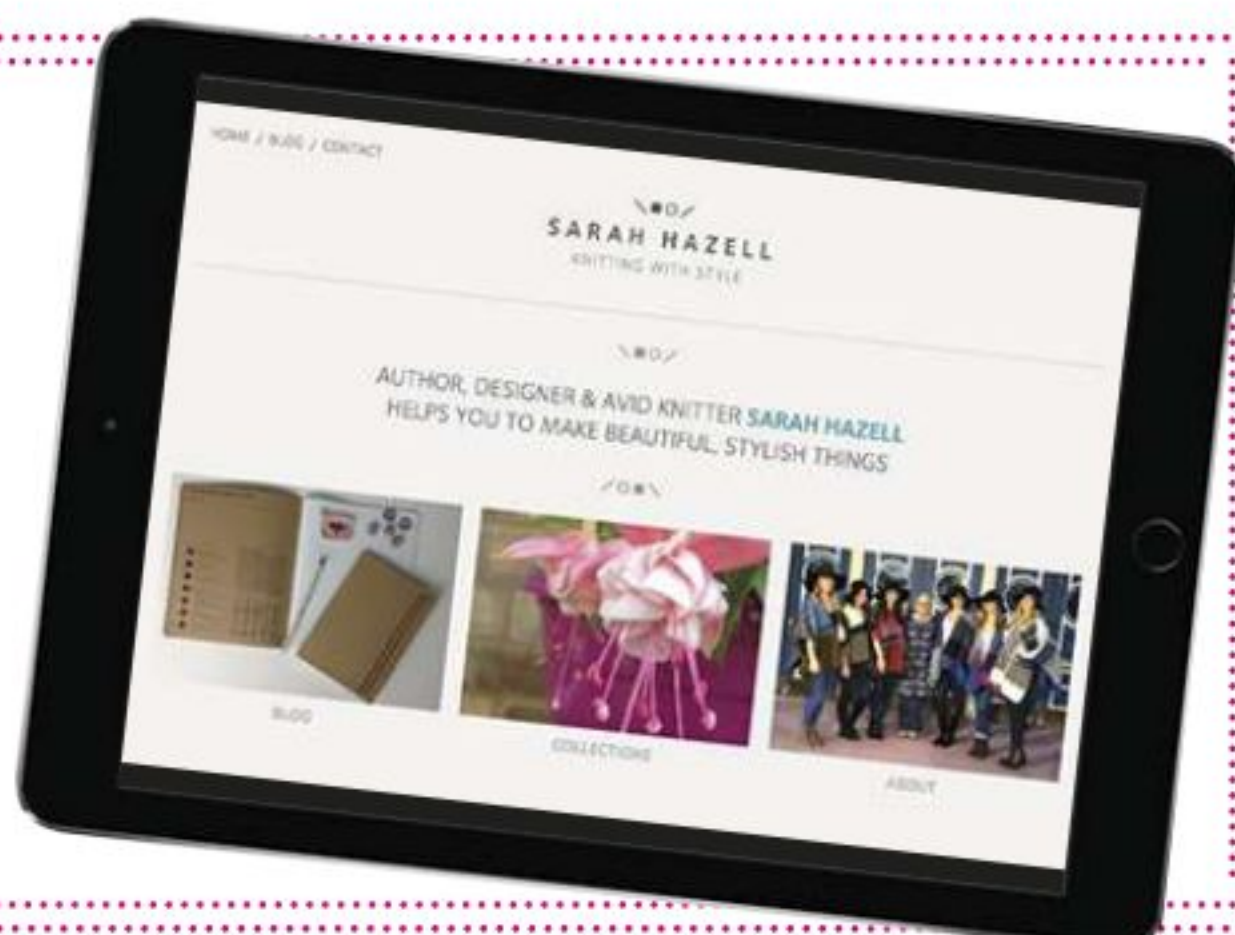 HOME / BLOG / CONTACT
SARAH HAZELL
KNITTING WITH STYLE
AUTHOR, DESIGNER & AVID KNITTER SARAH HAZELL
HELPS YOU TO MAKE BEAUTIFUL, STYLISH THINGS
BLOG
COLLECTIONS
ABOUT